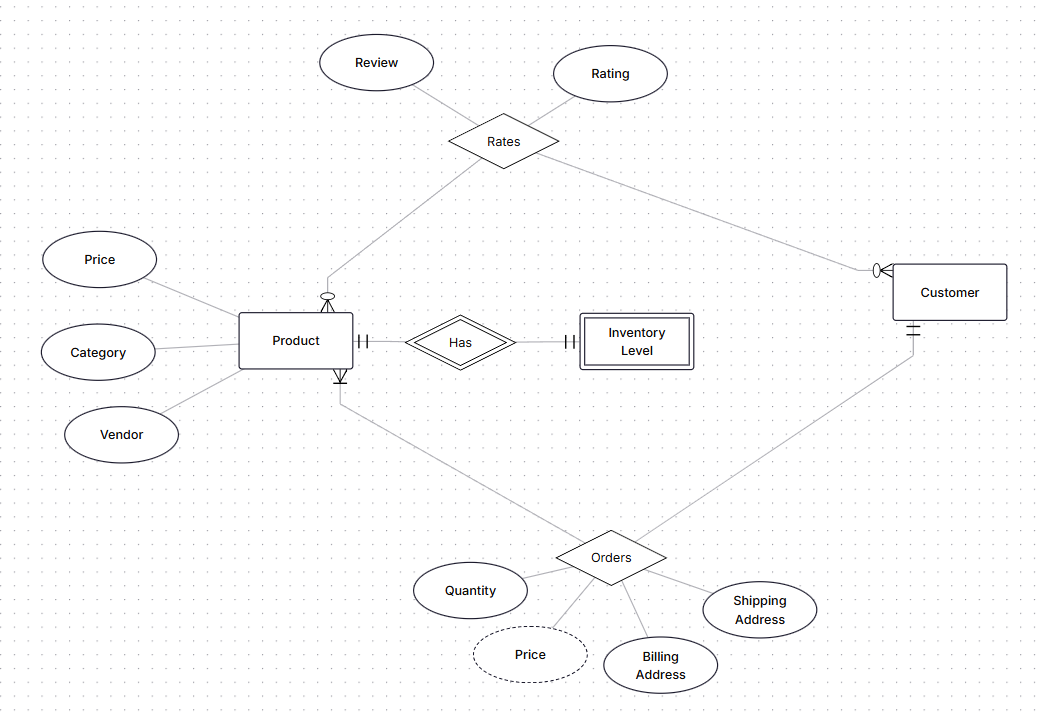 Review
Rating
Rates
Price
Customer
Product
Has
Inventory
Level
Category
Vendor
Orders
Quantity
Shipping
Address
Price
Billing
Address